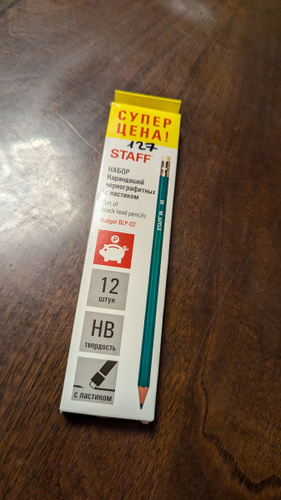 СУПЕР
ЦЕНА!
127
STAFF
НАБОР
Карандашей
чернографитных
с ластиком
Set of
black lead pencils
Budget BLP-02
12
штук
HB
твердость
с ластиком
STAFF